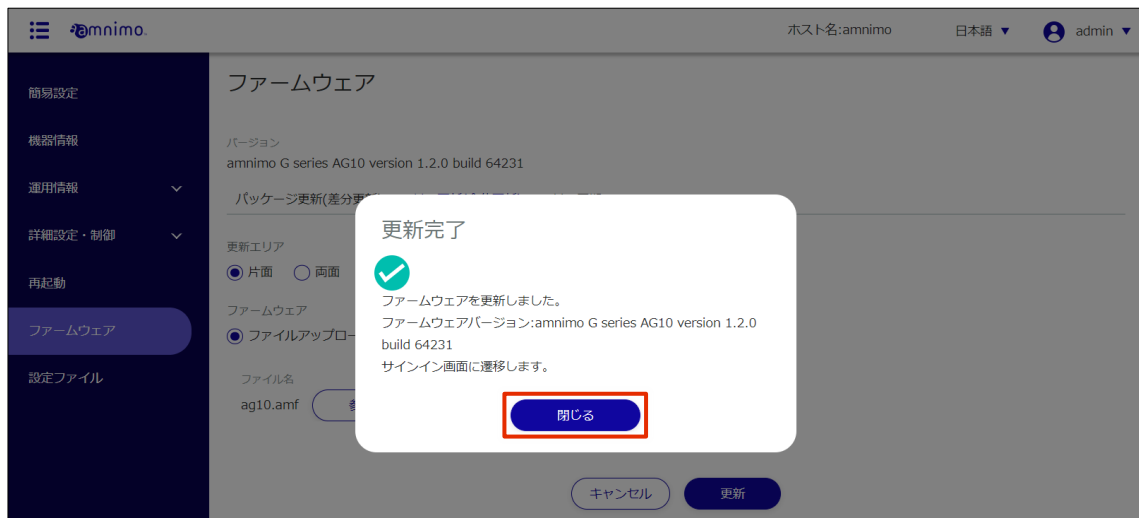 amnimo.
ホスト名:amnimo
日本語 ▼
admin ▼
簡易設定
機器情報
運用情報
詳細設定・制御
再起動
ファームウェア
設定ファイル
ファームウェア
バージョン
amnimo G series AG10 version 1.2.0 build 64231
パッケージ更新(差分更
更新エリア
片面
両面
ファームウェア
ファイルアップロー
ファイル名
ag10.amf
更新完了
ファームウェアを更新しました。
ファームウェアバージョン:amnimo G series AG10 version 1.2.0
build 64231
サインイン画面に遷移します。
閉じる
キャンセル
更新